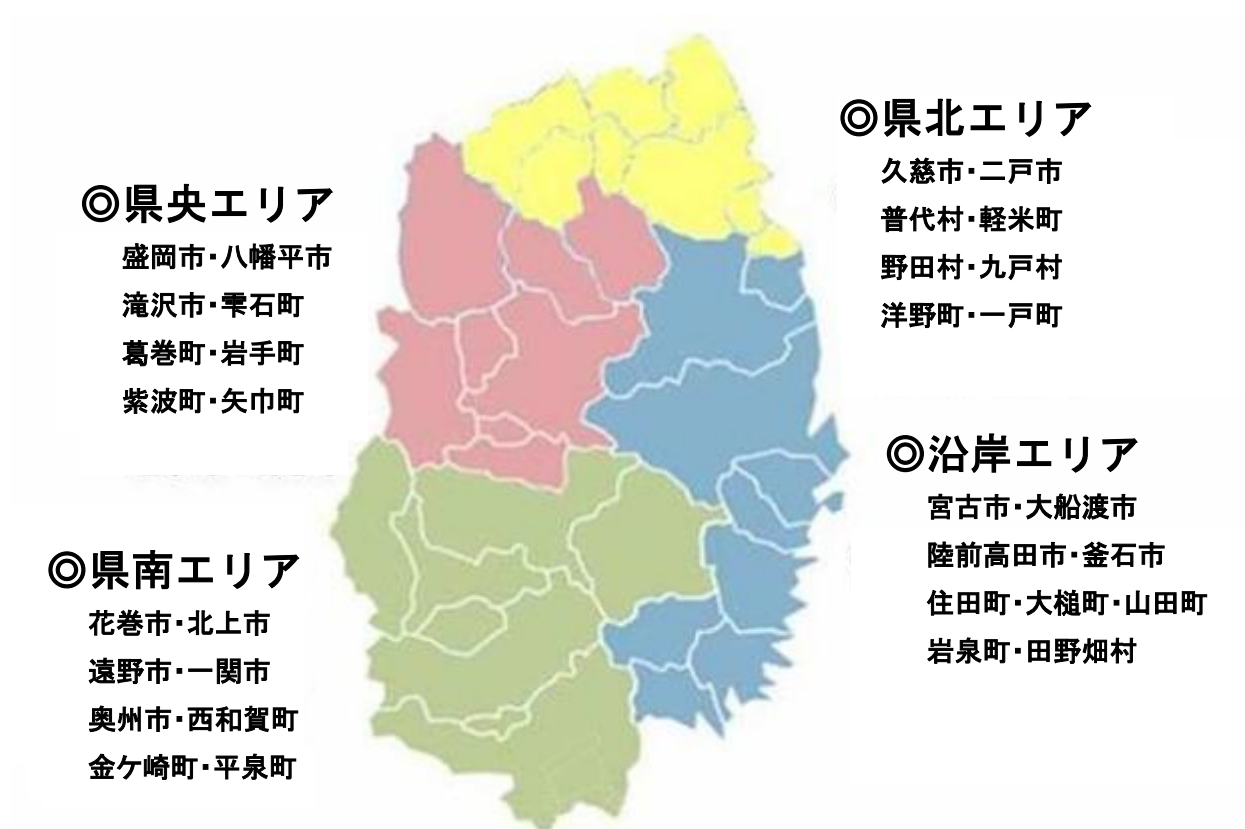 ◎県北エリア
久慈市・二戸市
普代村・軽米町
野田村・九戸村
洋野町・一戸町
◎県央エリア
盛岡市・八幡平市
滝沢市・雫石町
葛巻町・岩手町
紫波町・矢巾町
◎沿岸エリア
宮古市・大船渡市
陸前高田市・釜石市
住田町・大槌町・山田町
岩泉町・田野畑村
◎県南エリア
花巻市・北上市
遠野市・一関市
奥州市・西和賀町
金ケ崎町・平泉町